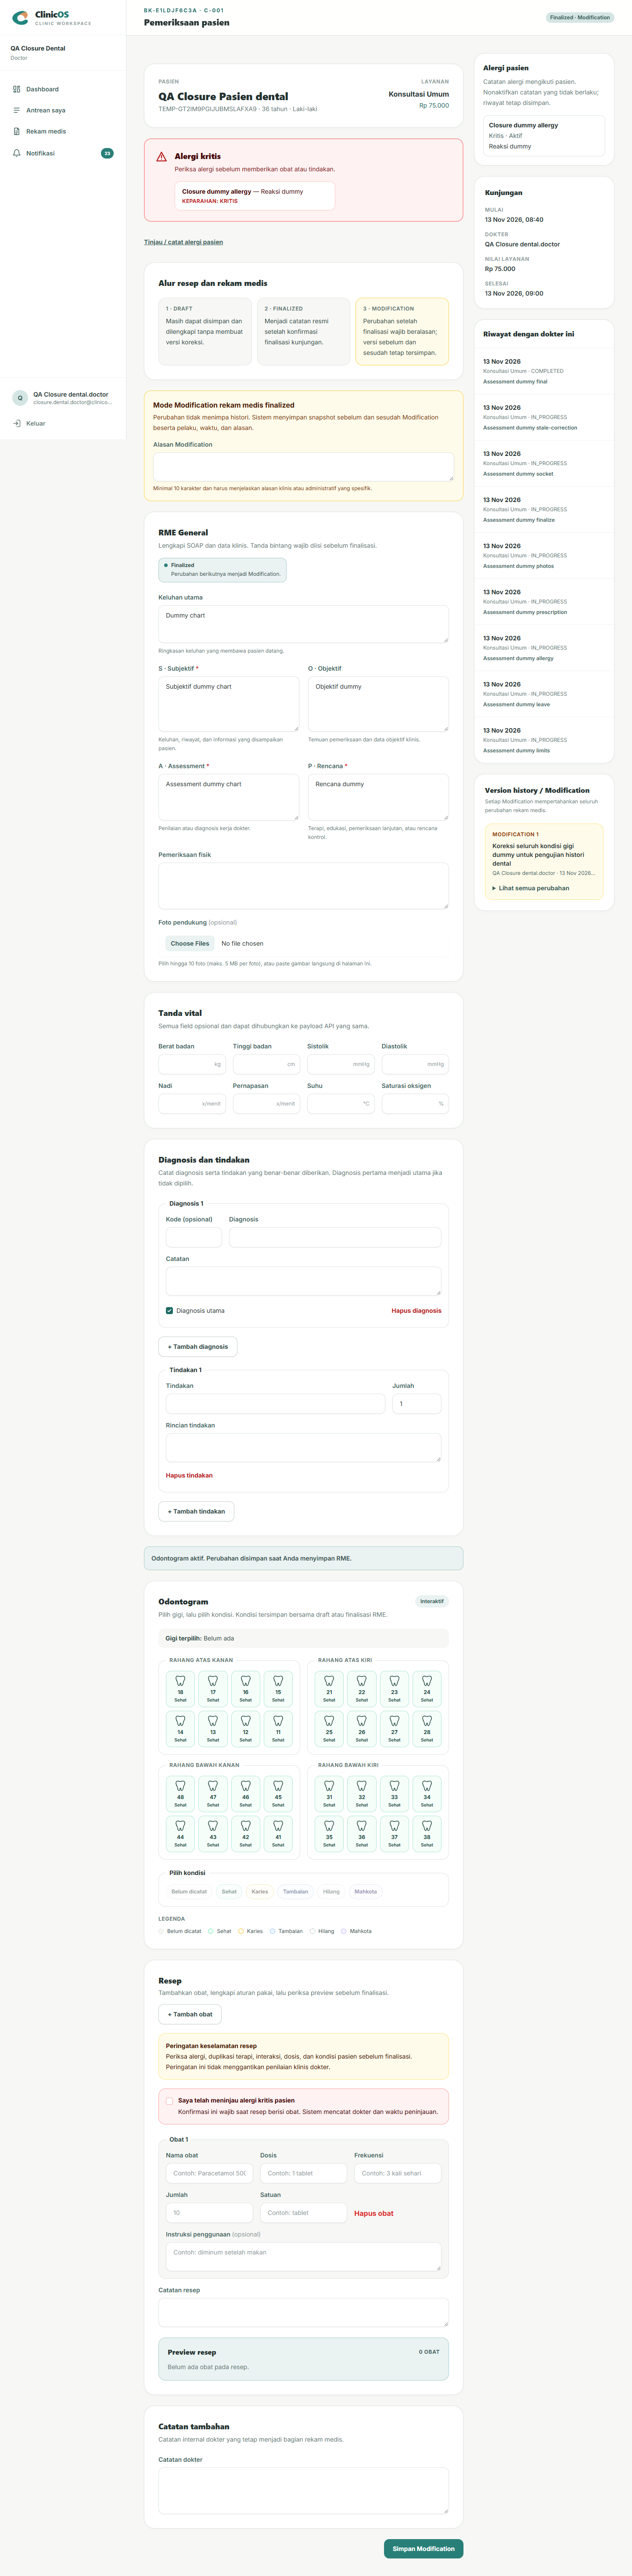 ClinicOS
CLINIC WORKSPACE
QA Closure Dental
Doctor
Dashboard
Antrean saya
Rekam medis
Notifikasi
Q
QA Closure dental.doctor
closure.dental.doctor@clinico...
Keluar
Pemeriksaan pasien
Finalized · Modification
PASIEN
QA Closure Pasien dental
LAYANAN
Konsultasi Umum
Rp 75.000
Alergi kritis
Periksa alergi sebelum memberikan obat atau tindakan.
Closure dummy allergy — Reaksi dummy
KEPARAHAN: KRITIS
Tinjau / catat alergi pasien
Alur resep dan rekam medis
1 · DRAFT
Masih dapat disimpan dan
dilengkapi tanpa membuat
versi koreksi.
2 · FINALIZED
Menjadi catatan resmi
setelah konfirmasi
finalisasi kunjungan.
3 · MODIFICATION
Perubahan setelah
finalisasi wajib beralasan;
versi sebelum dan
sesudah tetap tersimpan.
Mode Modification rekam medis finalized
Perubahan tidak menimpa histori. Sistem menyimpan snapshot sebelum dan sesudah Modification
beserta pelaku, waktu, dan alasan.
Alasan Modification
Minimal 10 karakter dan harus menjelaskan alasan klinis atau administratif yang spesifik.
RME General
Lengkapi SOAP dan data klinis. Tanda bintang wajib diisi sebelum finalisasi.
Finalized
Perubahan berikutnya menjadi Modification.
Keluhan utama
Dummy chart
Ringkasan keluhan yang membawa pasien datang.
S · Subjektif *
Subjektif dummy chart
Keluhan, riwayat, dan informasi yang disampaikan
pasien.
O · Objektif
Objektif dummy
Temuan pemeriksaan dan data objektif klinis.
A · Assessment *
Assessment dummy chart
Penilaian atau diagnosis kerja dokter.
P · Rencana *
Rencana dummy
Terapi, edukasi, pemeriksaan lanjutan, atau rencana
kontrol.
Pemeriksaan fisik
Foto pendukung (opsional)
Choose Files No file chosen
Pilih hingga 10 foto (maks. 5 MB per foto), atau paste gambar langsung di halaman ini.
Tanda vital
Semua field opsional dan dapat dihubungkan ke payload API yang sama.
Berat badan
kg
Tinggi badan
cm
Sistolik
mmHg
Diastolik
mmHg
Nadi
x/menit
Pernapasan
x/menit
Suhu
°C
Saturasi oksigen
%
Diagnosis dan tindakan
Catat diagnosis serta tindakan yang benar-benar diberikan. Diagnosis pertama menjadi utama jika
tidak dipilih.
Diagnosis 1
Kode (opsional)
Diagnosis
Catatan
Diagnosis utama
Hapus diagnosis
+ Tambah diagnosis
Tindakan 1
Tindakan
Jumlah
1
Rincian tindakan
Hapus tindakan
+ Tambah tindakan
Odontogram aktif. Perubahan disimpan saat Anda menyimpan RME.
Odontogram
Interaktif
Pilih gigi, lalu pilih kondisi. Kondisi tersimpan bersama draft atau finalisasi RME.
Gigi terpilih: Belum ada
RAHANG ATAS KANAN
18 17 16 15
Sehat Sehat Sehat Sehat
14 13 12 11
Sehat Sehat Sehat Sehat
RAHANG ATAS KIRI
21 22 23 24
Sehat Sehat Sehat Sehat
25 26 27 28
Sehat Sehat Sehat Sehat
RAHANG BAWAH KANAN
48 47 46 45
Sehat Sehat Sehat Sehat
44 43 42 41
Sehat Sehat Sehat Sehat
RAHANG BAWAH KIRI
31 32 33 34
Sehat Sehat Sehat Sehat
35 36 37 38
Sehat Sehat Sehat Sehat
Pilih kondisi
Belum dicatat Sehat Karies Tambalan Hilang Mahkota
LEGENDA
Belum dicatat Sehat Karies Tambalan Hilang Mahkota
Resep
Tambahkan obat, lengkapi aturan pakai, lalu periksa preview sebelum finalisasi.
+ Tambah obat
Peringatan keselamatan resep
Periksa alergi, duplikasi terapi, interaksi, dosis, dan kondisi pasien sebelum finalisasi.
Peringatan ini tidak menggantikan penilaian klinis dokter.
Saya telah meninjau alergi kritis pasien
Konfirmasi ini wajib saat resep berisi obat. Sistem mencatat dokter dan waktu peninjauan.
Obat 1
Nama obat
Contoh: Paracetamol 500
Dosis
Contoh: 1 tablet
Frekuensi
Contoh: 3 kali sehari
Jumlah
10
Satuan
Contoh: tablet
Hapus obat
Instruksi penggunaan (opsional)
Contoh: diminum setelah makan
Catatan resep
Preview resep
0 OBAT
Belum ada obat pada resep.
Catatan tambahan
Catatan internal dokter yang tetap menjadi bagian rekam medis.
Catatan dokter
Simpan Modification
Alergi pasien
Catatan alergi mengikuti pasien.
Nonaktifkan catatan yang tidak berlaku;
riwayat tetap disimpan.
Closure dummy allergy
Kritis · Aktif
Reaksi dummy
Kunjungan
MULAI
13 Nov 2026, 08:40
DOKTER
QA Closure dental.doctor
NILAI LAYANAN
Rp 75.000
SELESAI
13 Nov 2026, 09:00
Riwayat dengan dokter ini
13 Nov 2026
Konsultasi Umum · COMPLETED
Assessment dummy final
13 Nov 2026
Konsultasi Umum · IN_PROGRESS
Assessment dummy stale-correction
13 Nov 2026
Konsultasi Umum · IN_PROGRESS
Assessment dummy socket
13 Nov 2026
Konsultasi Umum · IN_PROGRESS
Assessment dummy finalize
13 Nov 2026
Konsultasi Umum · IN_PROGRESS
Assessment dummy photos
13 Nov 2026
Konsultasi Umum · IN_PROGRESS
Assessment dummy prescription
13 Nov 2026
Konsultasi Umum · IN_PROGRESS
Assessment dummy allergy
13 Nov 2026
Konsultasi Umum · IN_PROGRESS
Assessment dummy leave
13 Nov 2026
Konsultasi Umum · IN_PROGRESS
Assessment dummy limits
Version history / Modification
Setiap Modification mempertahankan seluruh
perubahan rekam medis.
MODIFICATION 1
Koreksi seluruh kondisi gigi
dummy untuk pengujian histori
dental
QA Closure dental.doctor · 13 Nov 2026...
Lihat semua perubahan